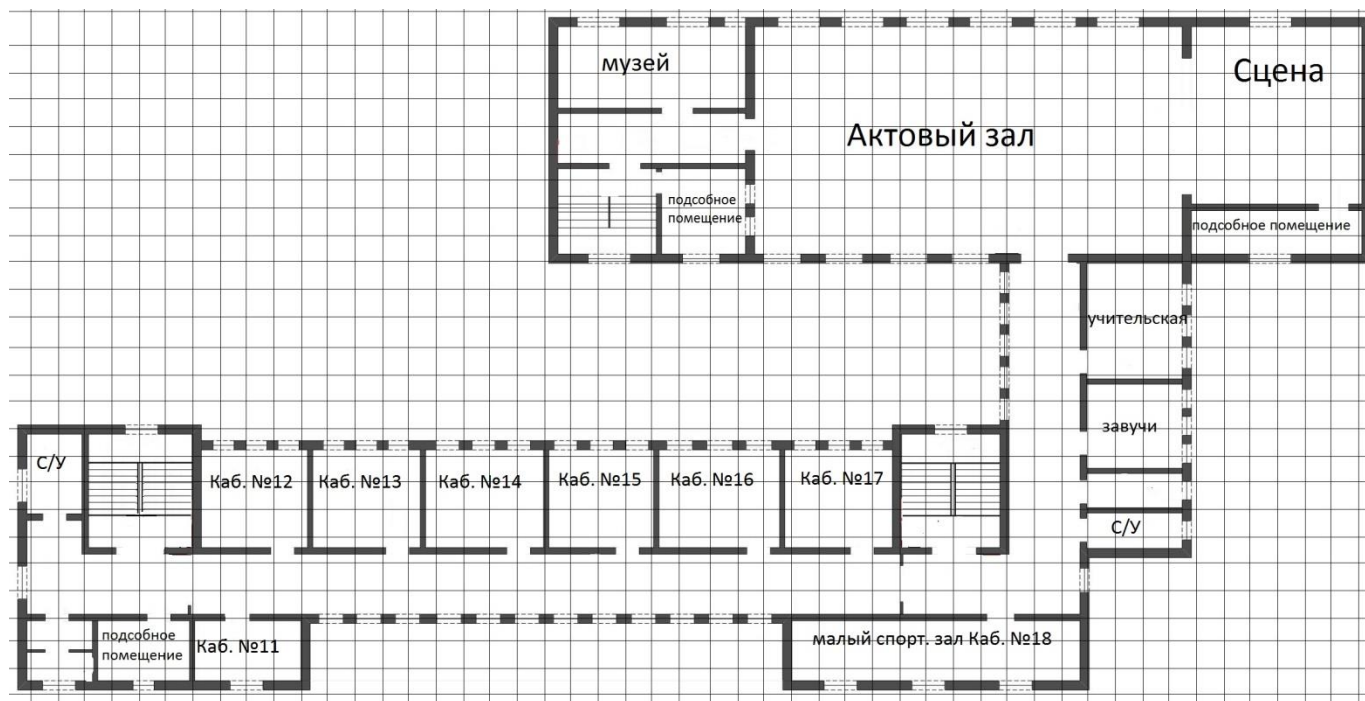 музей
Сцена
Актовый зал
подсобное
помещение
подсобное помещение
учительская
завучи
С/У
Каб. №12
Каб. №13
Каб. №14
Каб. №15
Каб. №16
Каб. №17
С/У
подсобное
помещение
Каб. №11
малый спорт. зал Каб. №18